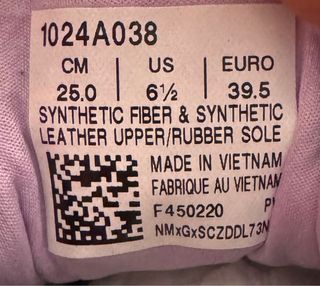 1024A038
CM US EURO
25.0 6½ 39.5
SYNTHETIC FIBER & SYNTHETIC
LEATHER UPPER/RUBBER SOLE
MADE IN VIETNAM
FABRIQUE AU VIETNAM
F450220
NMxGxSCZDDL73N